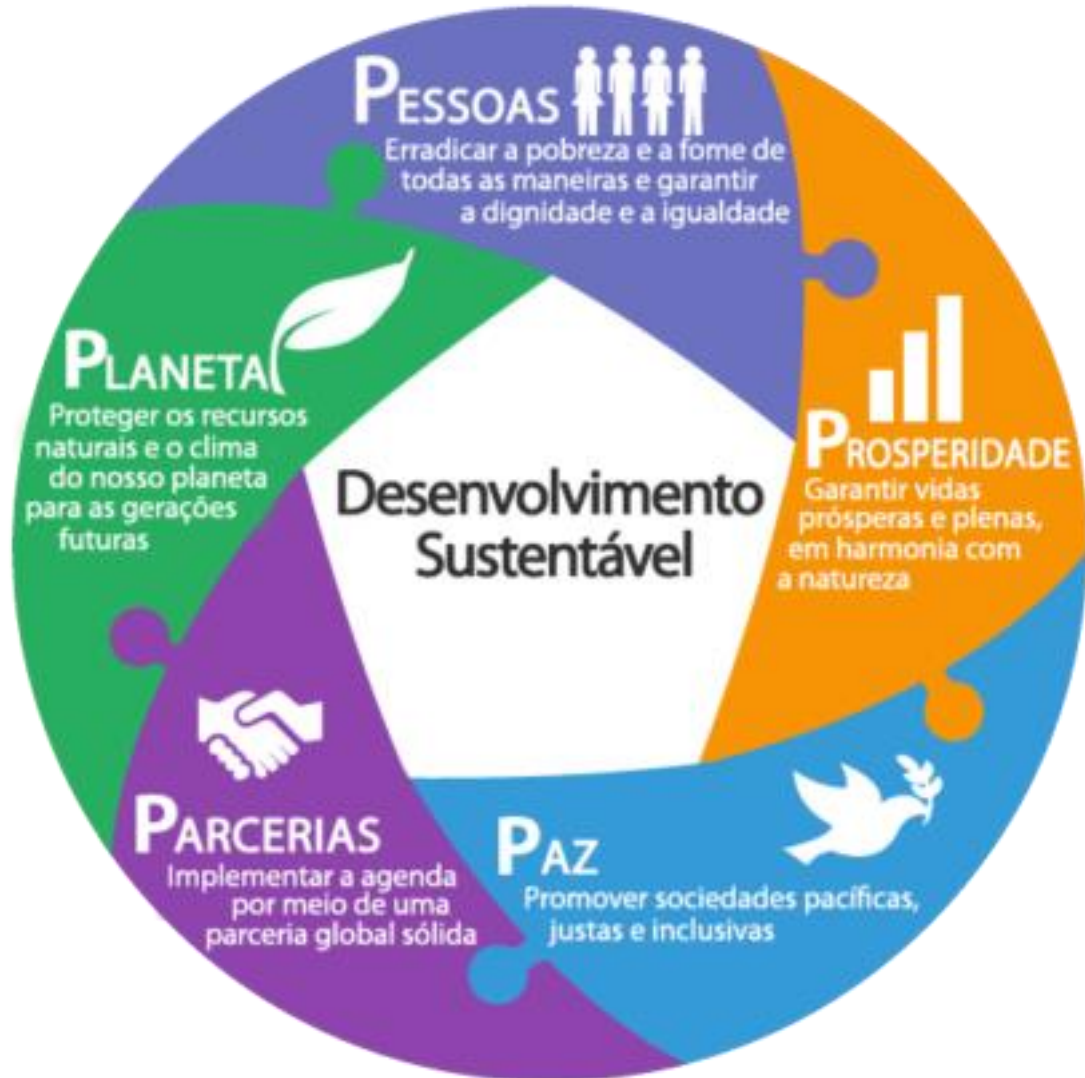 PESSOAS
Erradicar a pobreza e a fome de
todas as maneiras e garantir
a dignidade e a igualdade
PLANETA
Proteger os recursos
naturais e o clima
do nosso planeta
para as gerações
futuras
PROSPERIDADE
Garantir vidas
prósperas e plenas,
em harmonia com
a natureza
Desenvolvimento
Sustentável
PARCERIAS
Implementar a agenda
por meio de uma
parceria global sólida
PAZ
Promover sociedades pacíficas,
justas e inclusivas